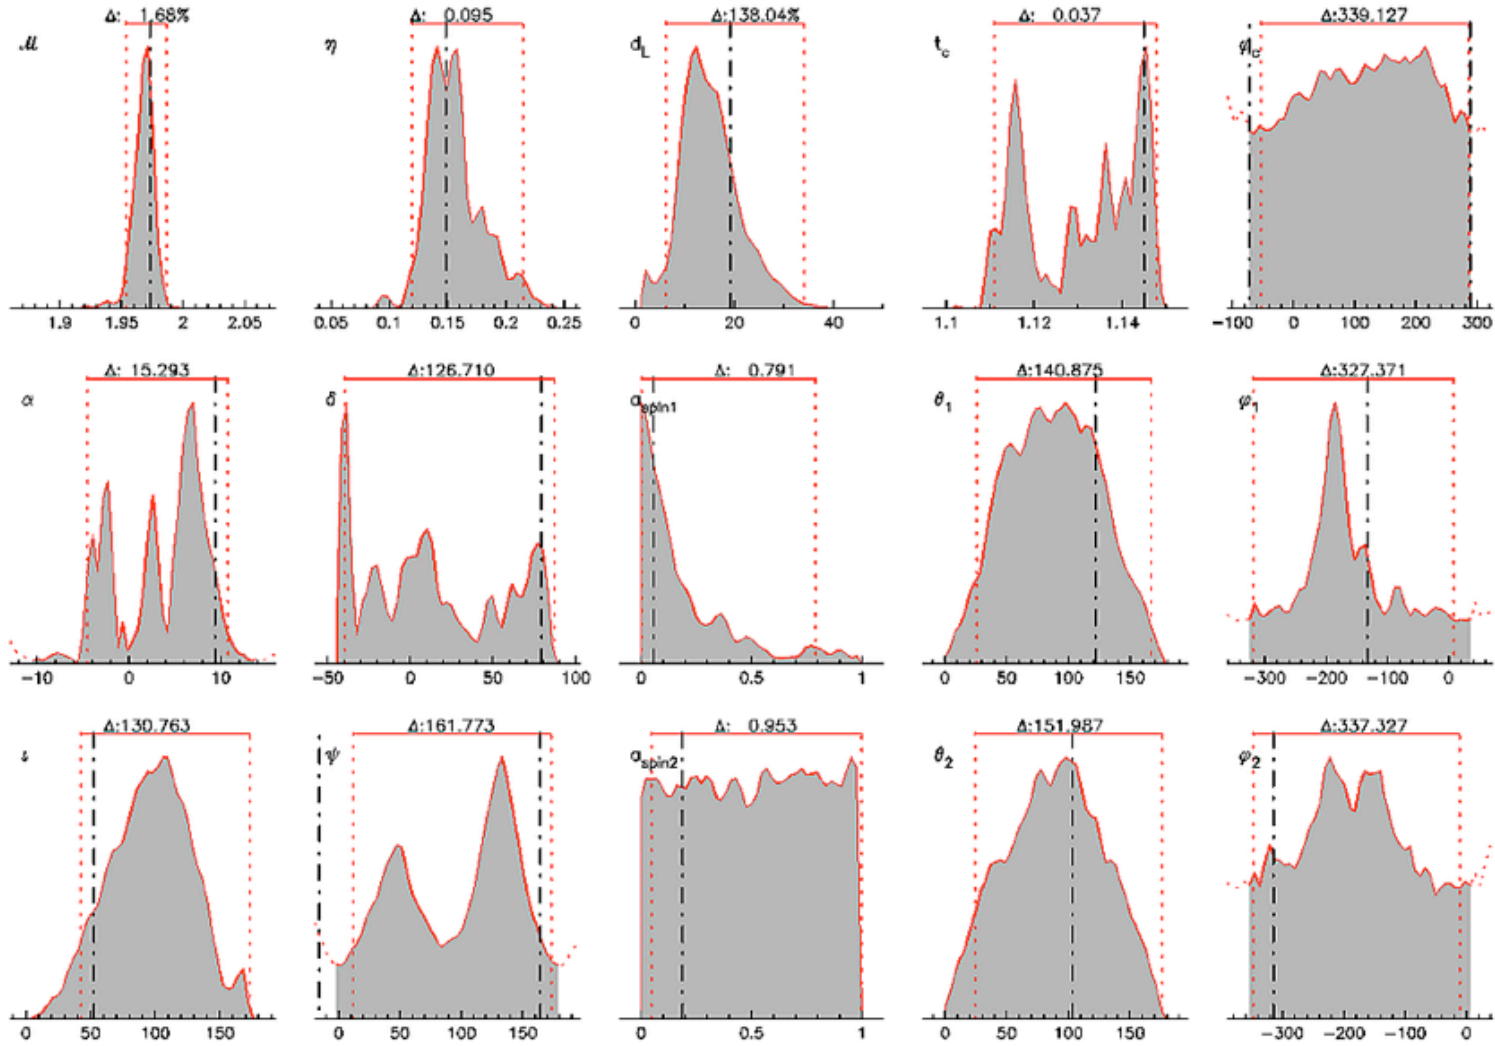 Δ: 1.68% Δ: 0.095 Δ:138.04% Δ: 0.037 Δ:339.127
ℳ η d_L t_c φ_c
1.9 1.95 2 2.05 0.05 0.1 0.15 0.2 0.25 0 20 40 1.1 1.12 1.14 −100 0 100 200 300
Δ: 15.293 Δ:126.710 Δ: 0.791 Δ:140.875 Δ:327.371
α δ a_spin1 θ_1 φ_1
−10 0 10 −50 0 50 100 0 0.5 1 0 50 100 150 −300 −200 −100 0
Δ:130.763 Δ:161.773 Δ: 0.953 Δ:151.987 Δ:337.327
ι ψ a_spin2 θ_2 φ_2
0 50 100 150 0 50 100 150 0 0.5 1 0 50 100 150 −300 −200 −100 0